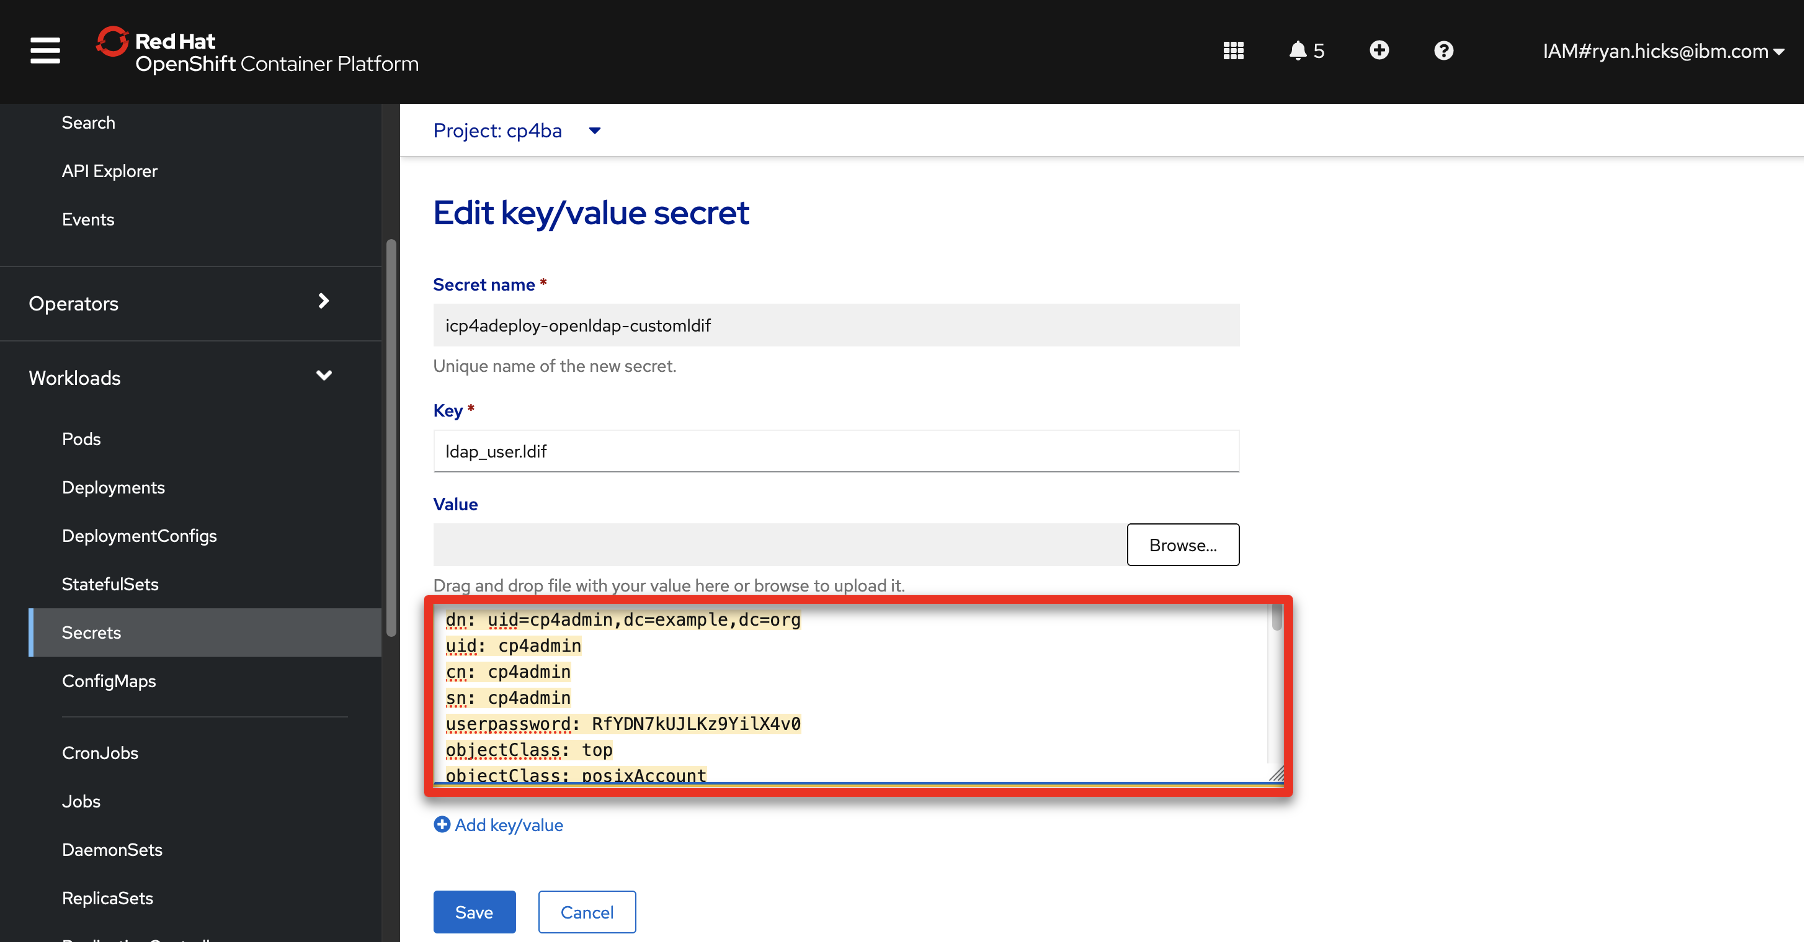 Red Hat
OpenShift Container Platform
5
IAM#ryan.hicks@ibm.com
Search
API Explorer
Events
Operators
Workloads
Pods
Deployments
DeploymentConfigs
StatefulSets
Secrets
ConfigMaps
CronJobs
Jobs
DaemonSets
ReplicaSets
Project: cp4ba
Edit key/value secret
Secret name *
icp4adeploy-openldap-customldif
Unique name of the new secret.
Key *
ldap_user.ldif
Value
Browse...
Drag and drop file with your value here or browse to upload it.
dn: uid=cp4admin,dc=example,dc=org
uid: cp4admin
cn: cp4admin
sn: cp4admin
userpassword: RfYDN7kUJLKz9YilX4v0
objectClass: top
objectClass: posixAccount
Add key/value
Save
Cancel